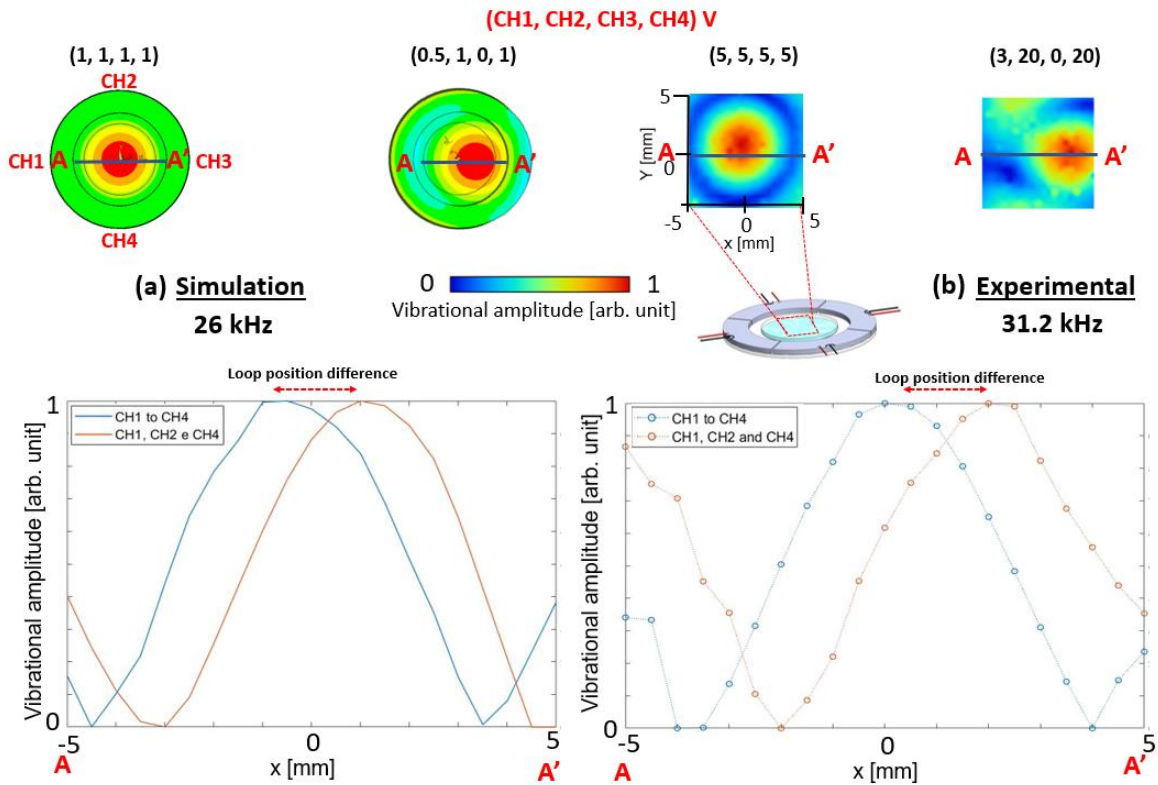 (CH1, CH2, CH3, CH4) V
(1, 1, 1, 1)
(0.5, 1, 0, 1)
(5, 5, 5, 5)
(3, 20, 0, 20)
CH2
CH1 A A' CH3
CH4
A A'
5
Y [mm]
0
A A'
-5 0 5
x [mm]
A A'
(a) Simulation
26 kHz
0 1
Vibrational amplitude [arb. unit]
(b) Experimental
31.2 kHz
Loop position difference
1
CH1 to CH4
CH1, CH2 e CH4
Vibrational amplitude [arb. unit]
0
-5 0 5
A x [mm] A'
Loop position difference
1
CH1 to CH4
CH1, CH2 and CH4
Vibrational amplitude [arb. unit]
0
-5 0 5
A x [mm] A'